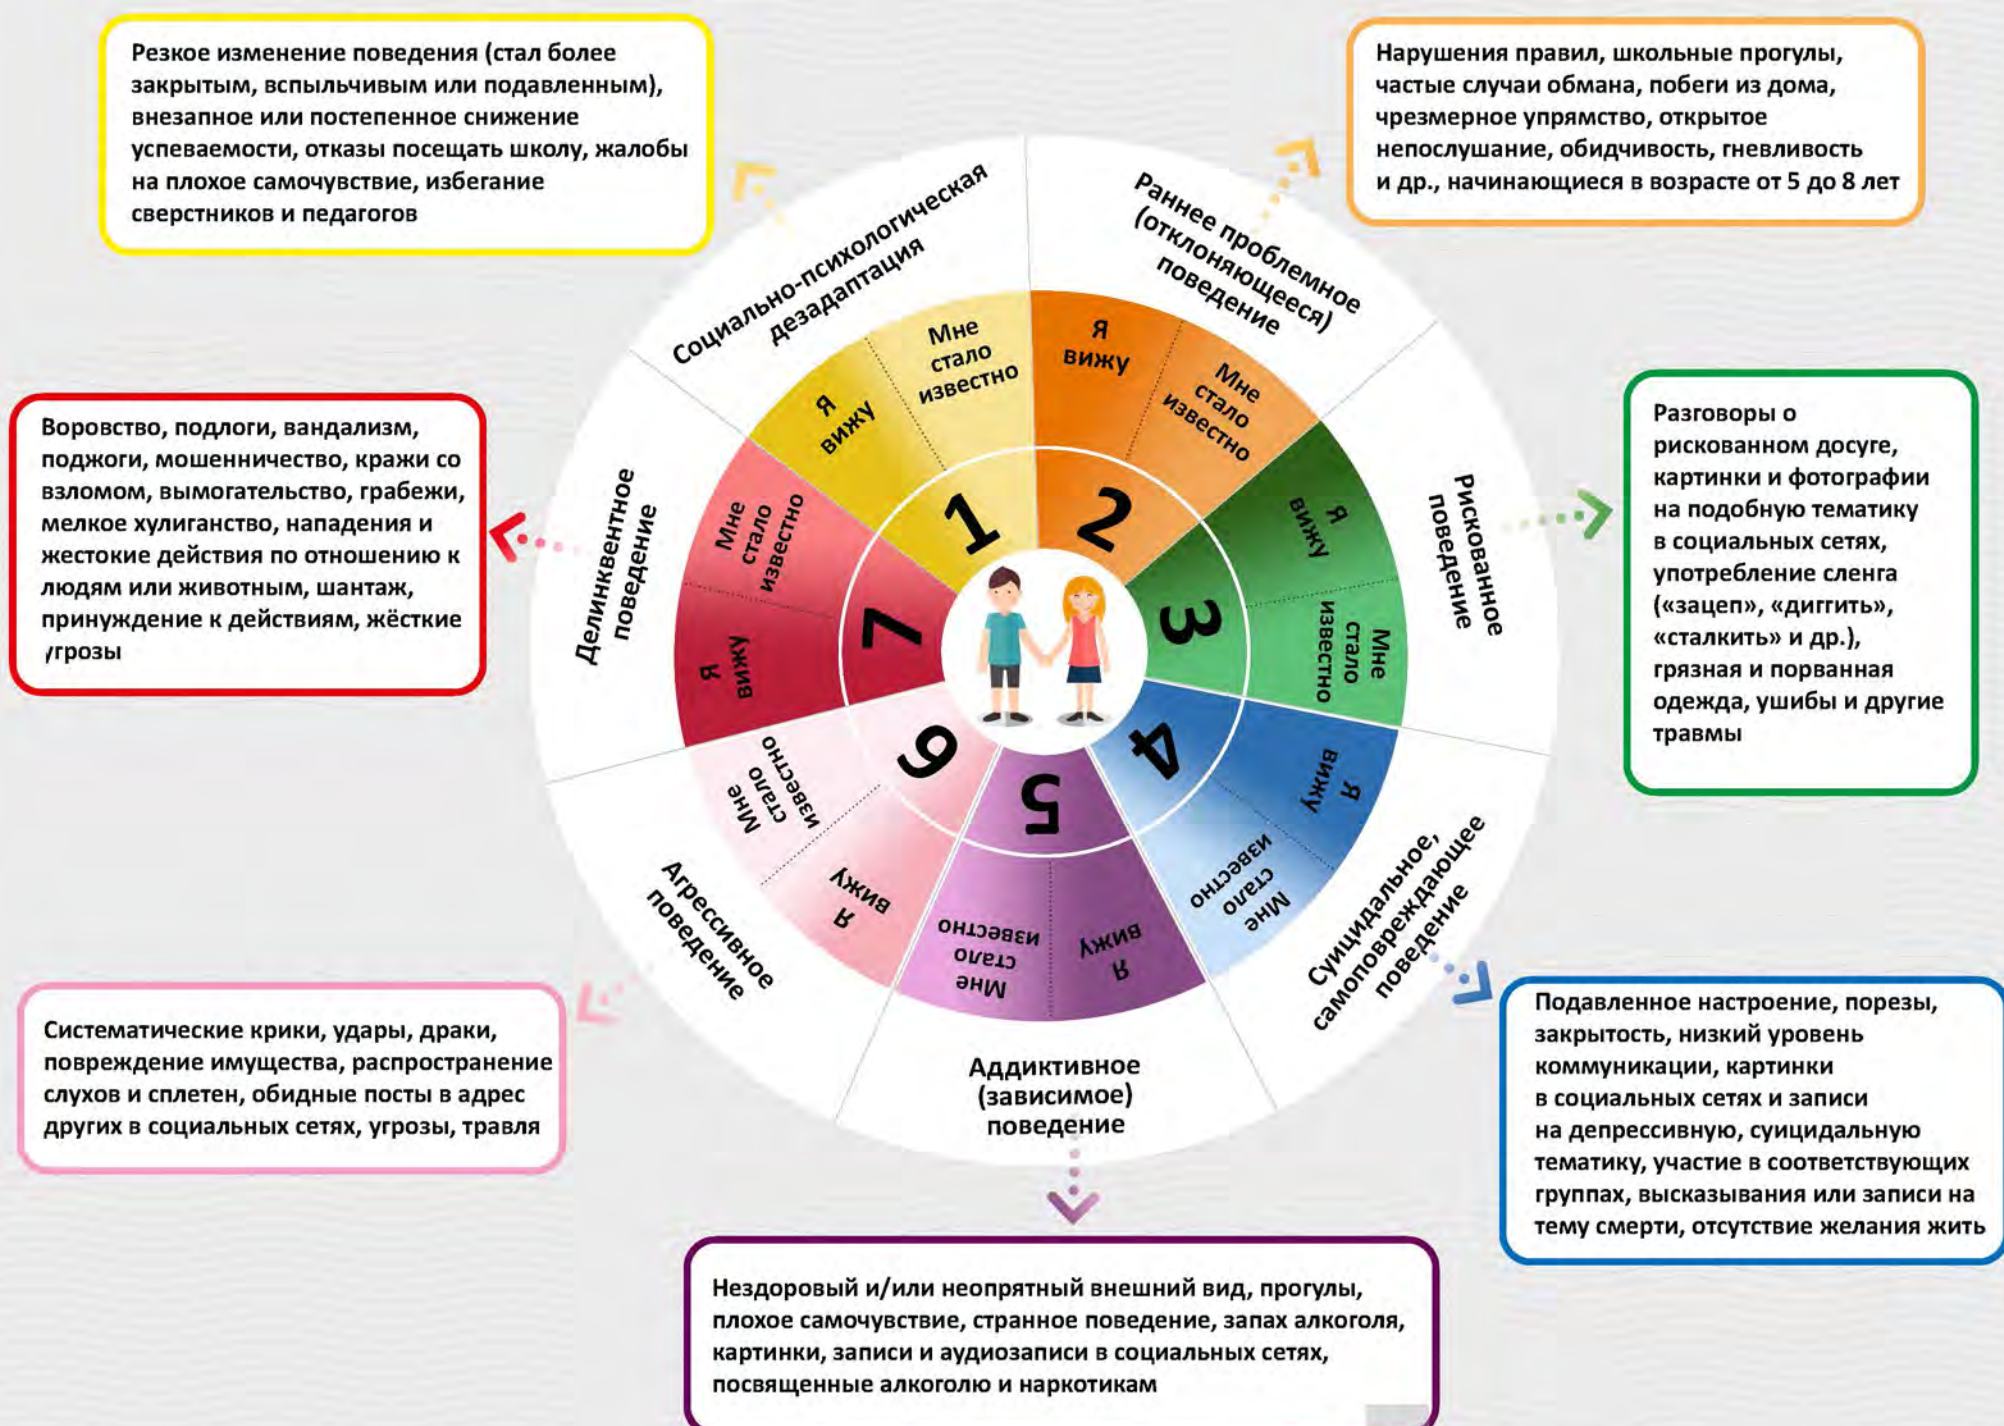 Резкое изменение поведения (стал более
закрытым, вспыльчивым или подавленным),
внезапное или постепенное снижение
успеваемости, отказы посещать школу, жалобы
на плохое самочувствие, избегание
сверстников и педагогов
Нарушения правил, школьные прогулы,
частые случаи обмана, побеги из дома,
чрезмерное упрямство, открытое
непослушание, обидчивость, гневливость
и др., начинающиеся в возрасте от 5 до 8 лет
Воровство, подлоги, вандализм,
поджоги, мошенничество, кражи со
взломом, вымогательство, грабежи,
мелкое хулиганство, нападения и
жестокие действия по отношению к
людям или животным, шантаж,
принуждение к действиям, жёсткие
угрозы
Разговоры о
рискованном досуге,
картинки и фотографии
на подобную тематику
в социальных сетях,
употребление сленга
(«зацеп», «диггить»,
«сталкить» и др.),
грязная и порванная
одежда, ушибы и другие
травмы
Социально-психологическая
дезадаптация
Я
вижу
Мне
стало
известно
1
Раннее проблемное
(отклоняющееся)
поведение
Я
вижу
Мне
стало
известно
2
Рискованное
поведение
Я
вижу
Мне
стало
известно
3
Суицидальное,
самоповреждающее
поведение
Я
вижу
Мне
стало
известно
4
Аддиктивное
(зависимое)
поведение
Я
вижу
Мне
стало
известно
5
Агрессивное
поведение
Я
вижу
Мне
стало
известно
6
Делинквентное
поведение
Я
вижу
Мне
стало
известно
7
Систематические крики, удары, драки,
повреждение имущества, распространение
слухов и сплетен, обидные посты в адрес
других в социальных сетях, угрозы, травля
Подавленное настроение, порезы,
закрытость, низкий уровень
коммуникации, картинки
в социальных сетях и записи
на депрессивную, суицидальную
тематику, участие в соответствующих
группах, высказывания или записи на
тему смерти, отсутствие желания жить
Нездоровый и/или неопрятный внешний вид, прогулы,
плохое самочувствие, странное поведение, запах алкоголя,
картинки, записи и аудиозаписи в социальных сетях,
посвященные алкоголю и наркотикам